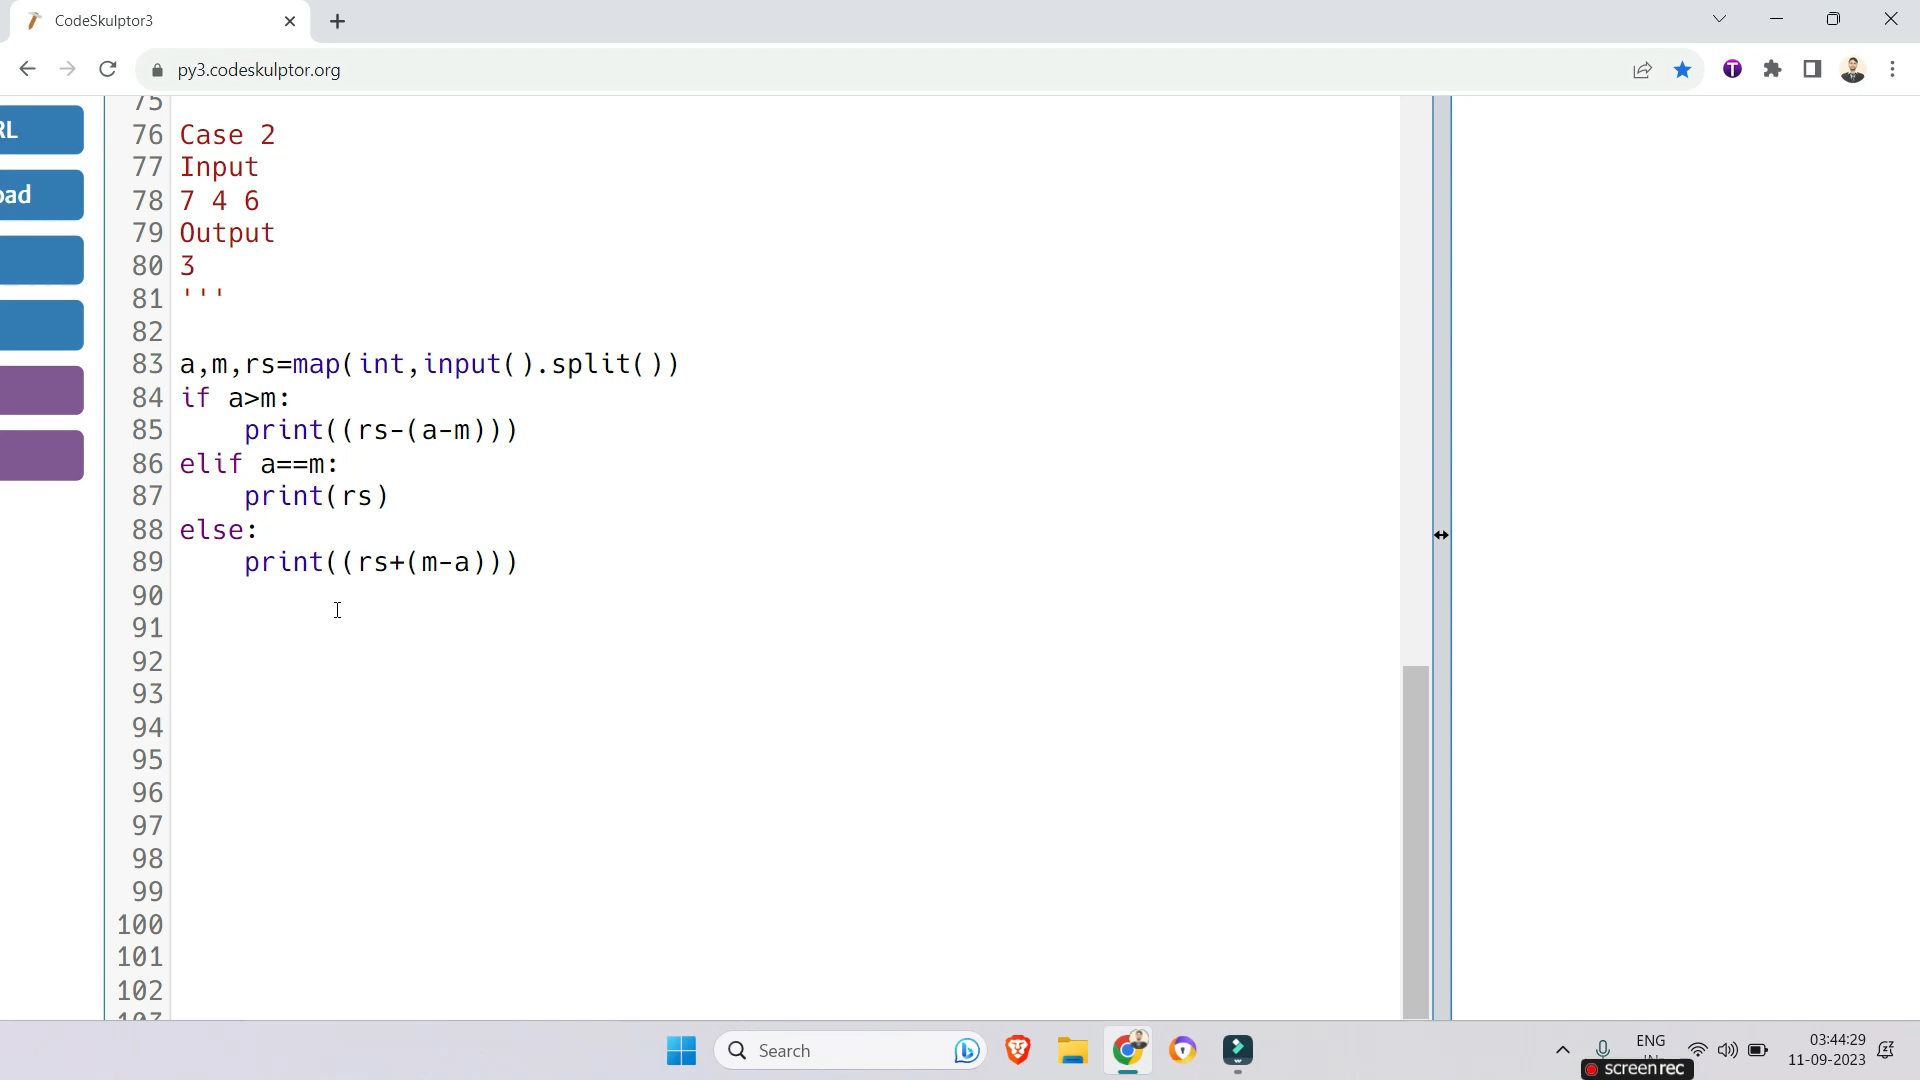 CodeSkulptor3
py3.codeskulptor.org
RL
oad
75
76 Case 2
77 Input
78 7 4 6
79 Output
80 3
81 '''
82
83 a,m,rs=map(int,input().split())
84 if a>m:
85     print((rs-(a-m)))
86 elif a==m:
87     print(rs)
88 else:
89     print((rs+(m-a)))
90
91
92
93
94
95
96
97
98
99
100
101
102
103
Search
ENG
03:44:29
11-09-2023
screenrec